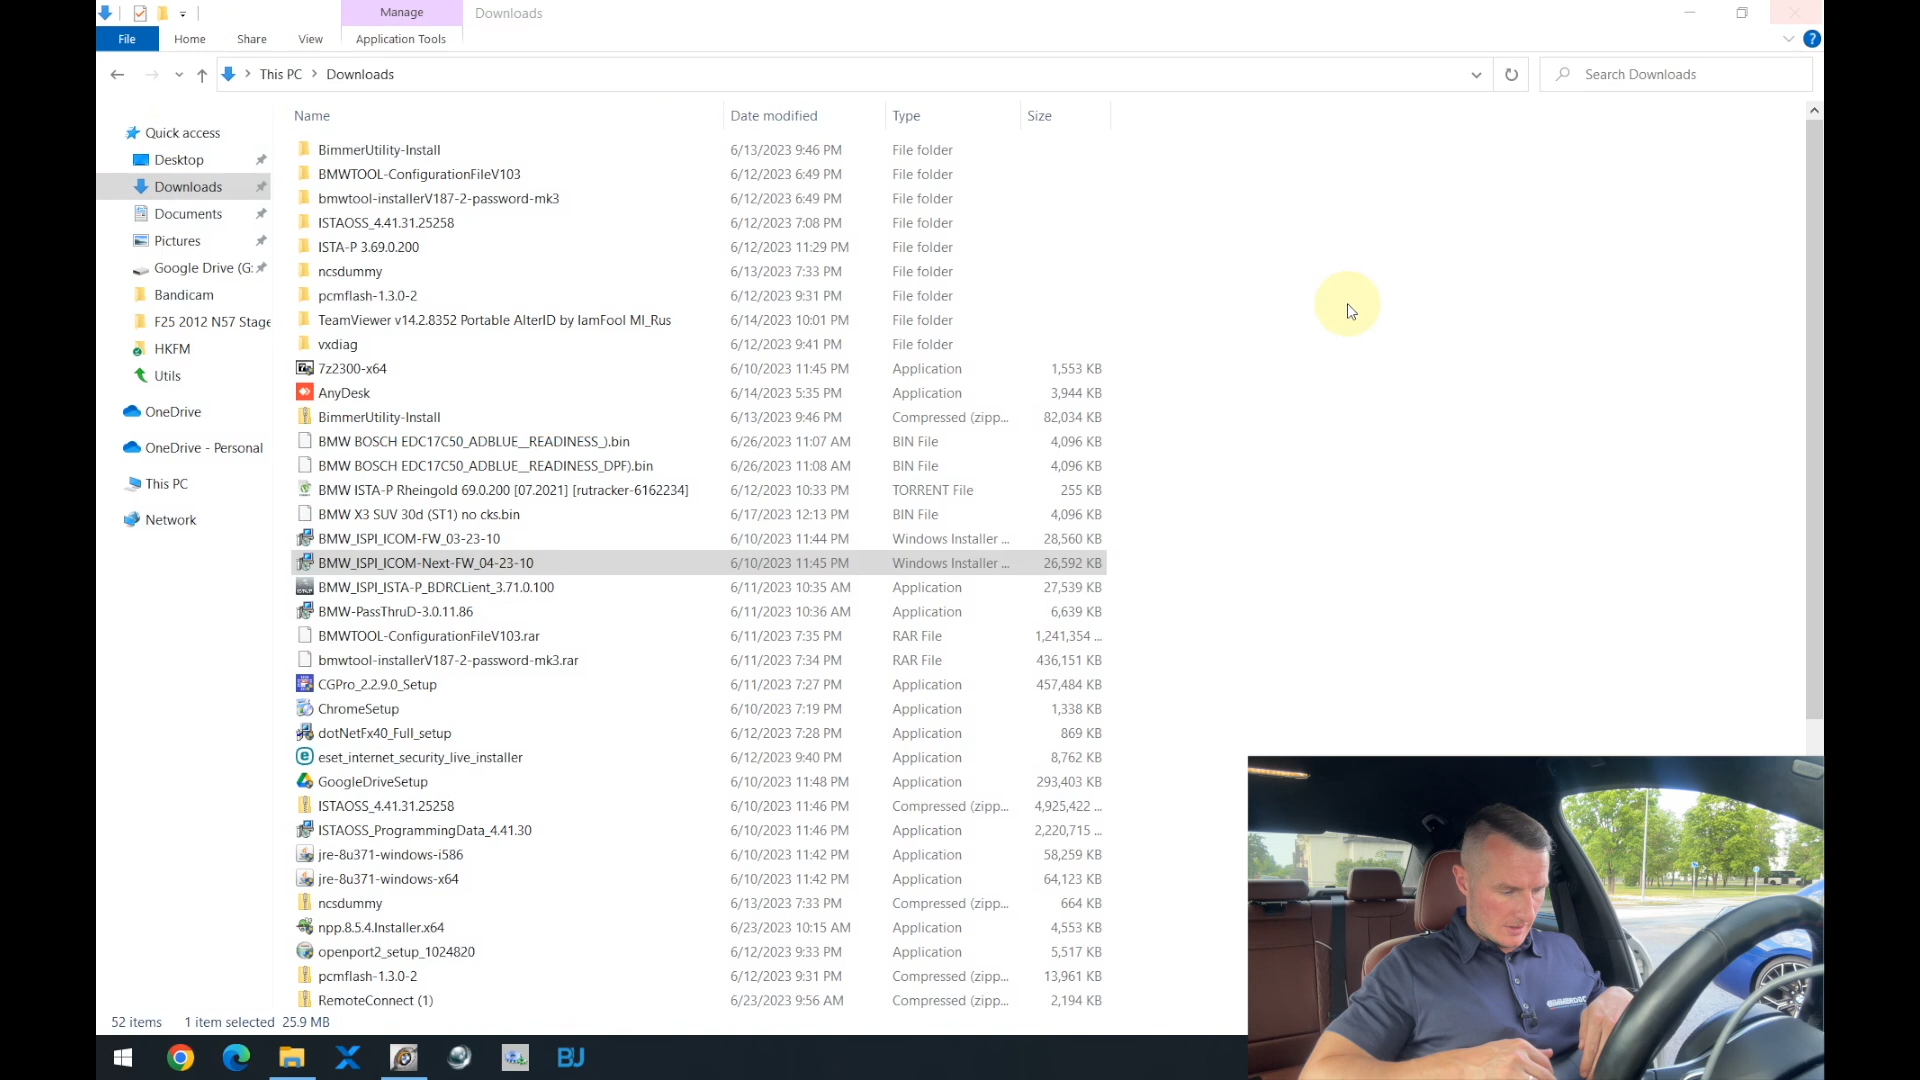 Manage
Downloads
File
Home
Share
View
Application Tools
This PC
Downloads
Search Downloads
Name
Date modified
Type
Size
Quick access
Desktop
Downloads
Documents
Pictures
Google Drive (G:
Bandicam
F25 2012 N57 Stage
HKFM
Utils
OneDrive
OneDrive - Personal
This PC
Network
BimmerUtility-Install 6/13/2023 9:46 PM File folder
BMWTOOL-ConfigurationFileV103 6/12/2023 6:49 PM File folder
bmwtool-installerV187-2-password-mk3 6/12/2023 6:49 PM File folder
ISTAOSS_4.41.31.25258 6/12/2023 7:08 PM File folder
ISTA-P 3.69.0.200 6/12/2023 11:29 PM File folder
ncsdummy 6/13/2023 7:33 PM File folder
pcmflash-1.3.0-2 6/12/2023 9:31 PM File folder
TeamViewer v14.2.8352 Portable AlterID by IamFool MI_Rus 6/14/2023 10:01 PM File folder
vxdiag 6/12/2023 9:41 PM File folder
7z2300-x64 6/10/2023 11:45 PM Application 1,553 KB
AnyDesk 6/14/2023 5:35 PM Application 3,944 KB
BimmerUtility-Install 6/13/2023 9:46 PM Compressed (zipp... 82,034 KB
BMW BOSCH EDC17C50_ADBLUE__READINESS_).bin 6/26/2023 11:07 AM BIN File 4,096 KB
BMW BOSCH EDC17C50_ADBLUE__READINESS_DPF).bin 6/26/2023 11:08 AM BIN File 4,096 KB
BMW ISTA-P Rheingold 69.0.200 [07.2021] [rutracker-6162234] 6/12/2023 10:33 PM TORRENT File 255 KB
BMW X3 SUV 30d (ST1) no cks.bin 6/17/2023 12:13 PM BIN File 4,096 KB
BMW_ISPI_ICOM-FW_03-23-10 6/10/2023 11:44 PM Windows Installer ... 28,560 KB
BMW_ISPI_ICOM-Next-FW_04-23-10 6/10/2023 11:45 PM Windows Installer ... 26,592 KB
BMW_ISPI_ISTA-P_BDRCLient_3.71.0.100 6/11/2023 10:35 AM Application 27,539 KB
BMW-PassThruD-3.0.11.86 6/11/2023 10:36 AM Application 6,639 KB
BMWTOOL-ConfigurationFileV103.rar 6/11/2023 7:35 PM RAR File 1,241,354 ...
bmwtool-installerV187-2-password-mk3.rar 6/11/2023 7:34 PM RAR File 436,151 KB
CGPro_2.2.9.0_Setup 6/11/2023 7:27 PM Application 457,484 KB
ChromeSetup 6/10/2023 7:19 PM Application 1,338 KB
dotNetFx40_Full_setup 6/12/2023 7:28 PM Application 869 KB
eset_internet_security_live_installer 6/12/2023 9:40 PM Application 8,762 KB
GoogleDriveSetup 6/10/2023 11:48 PM Application 293,403 KB
ISTAOSS_4.41.31.25258 6/10/2023 11:46 PM Compressed (zipp... 4,925,422 ...
ISTAOSS_ProgrammingData_4.41.30 6/10/2023 11:46 PM Application 2,220,715 ...
jre-8u371-windows-i586 6/10/2023 11:42 PM Application 58,259 KB
jre-8u371-windows-x64 6/10/2023 11:42 PM Application 64,123 KB
ncsdummy 6/13/2023 7:33 PM Compressed (zipp... 664 KB
npp.8.5.4.Installer.x64 6/23/2023 10:15 AM Application 4,553 KB
openport2_setup_1024820 6/12/2023 9:33 PM Application 5,517 KB
pcmflash-1.3.0-2 6/12/2023 9:31 PM Compressed (zipp... 13,961 KB
RemoteConnect (1) 6/23/2023 9:56 AM Compressed (zipp... 2,194 KB
52 items 1 item selected 25.9 MB
BU